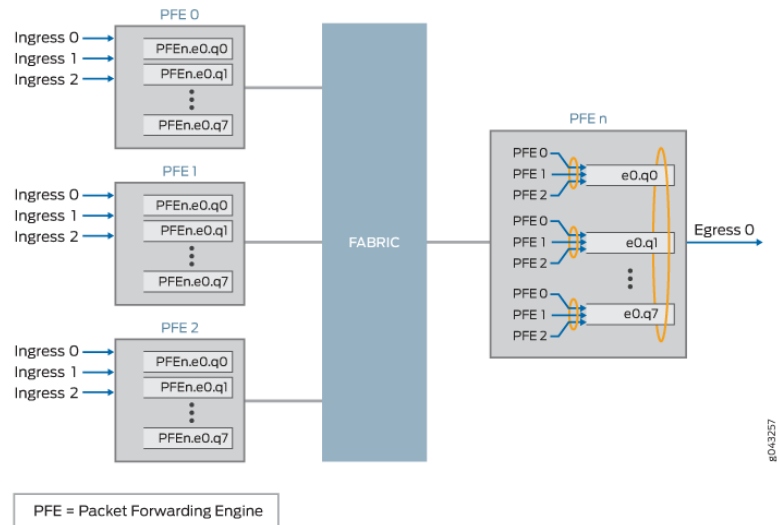 PFE 0
Ingress 0
Ingress 1
Ingress 2
PFEn.e0.q0
PFEn.e0.q1
PFEn.e0.q7
PFE 1
Ingress 0
Ingress 1
Ingress 2
PFEn.e0.q0
PFEn.e0.q1
PFEn.e0.q7
PFE 2
Ingress 0
Ingress 1
Ingress 2
PFEn.e0.q0
PFEn.e0.q1
PFEn.e0.q7
FABRIC
PFE n
PFE 0
PFE 1
PFE 2
e0.q0
PFE 0
PFE 1
PFE 2
e0.q1
PFE 0
PFE 1
PFE 2
e0.q7
Egress 0
g043257
PFE = Packet Forwarding Engine